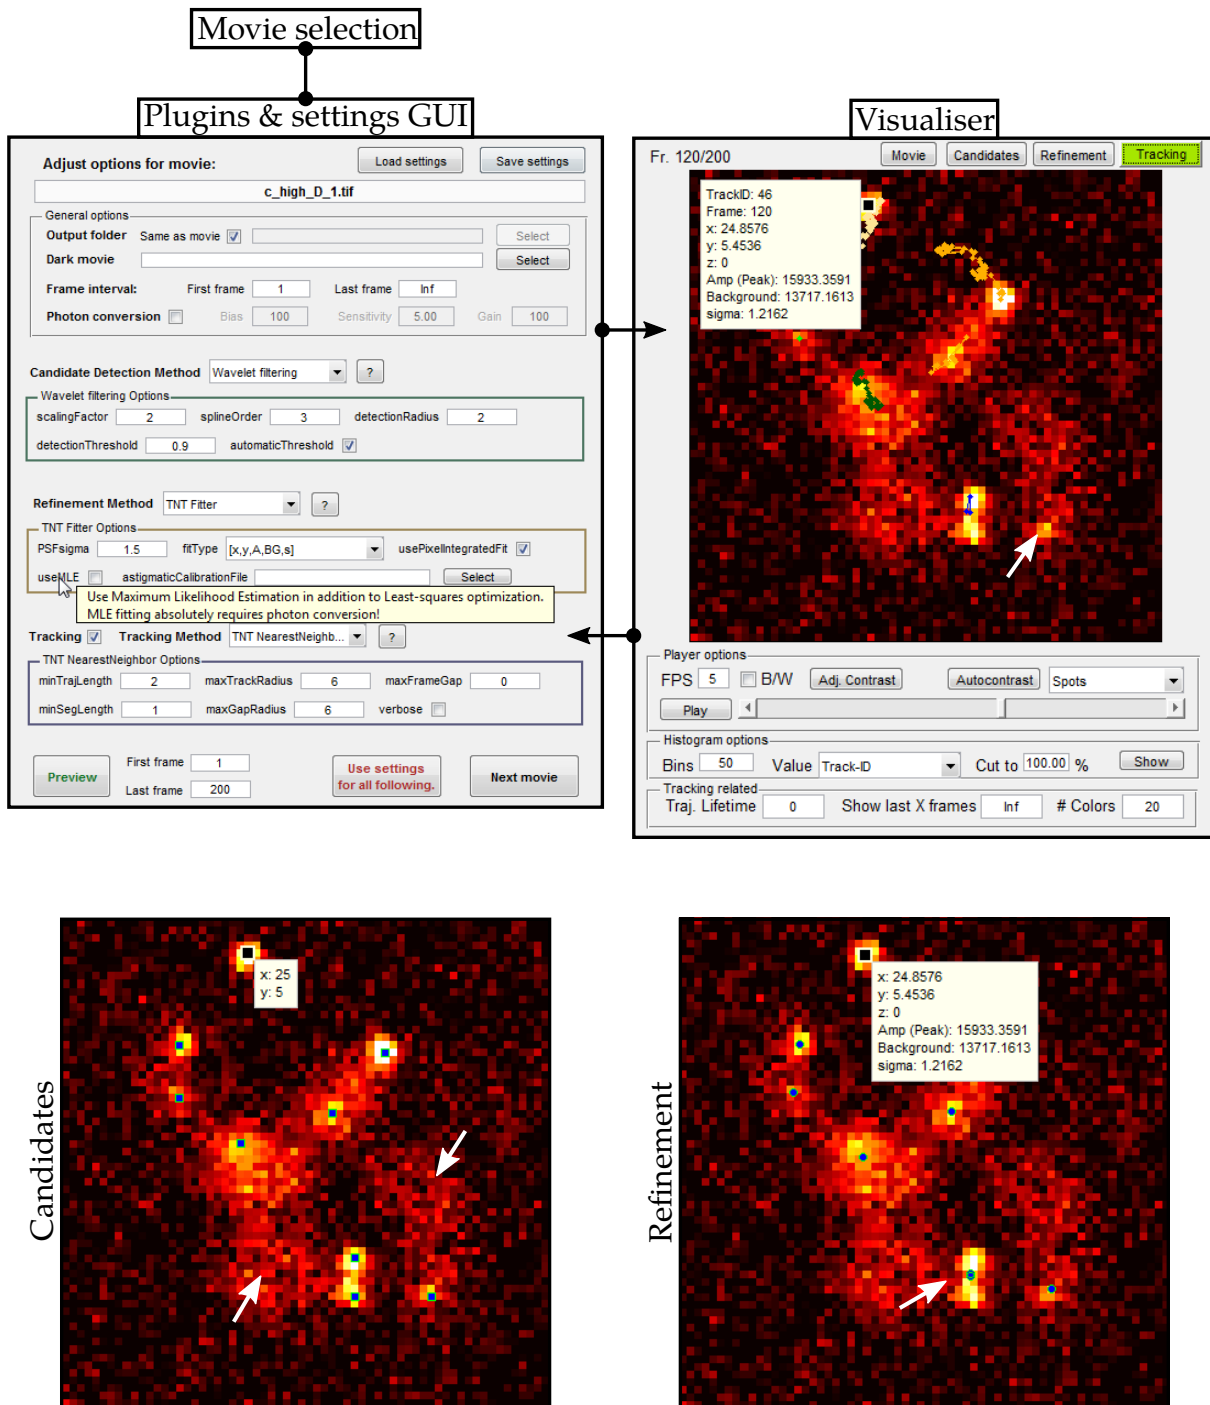 Movie selection
Plugins & settings GUI
Adjust options for movie:
Load settings
Save settings
c_high_D_1.tif
General options
Output folder Same as movie Select
Dark movie Select
Frame interval: First frame 1 Last frame Inf
Photon conversion Bias 100 Sensitivity 5.00 Gain 100
Candidate Detection Method Wavelet filtering ?
Wavelet filtering Options
scalingFactor 2 splineOrder 3 detectionRadius 2
detectionThreshold 0.9 automaticThreshold
Refinement Method TNT Fitter ?
TNT Fitter Options
PSFsigma 1.5 fitType [x,y,A,BG,s] usePixelIntegratedFit
useMLE astigmaticCalibrationFile Select
Use Maximum Likelihood Estimation in addition to Least-squares optimization.
MLE fitting absolutely requires photon conversion!
Tracking Tracking Method TNT NearestNeighb... ?
TNT NearestNeighbor Options
minTrajLength 2 maxTrackRadius 6 maxFrameGap 0
minSegLength 1 maxGapRadius 6 verbose
Preview
First frame 1
Last frame 200
Use settings
for all following.
Next movie
Visualiser
Fr. 120/200 Movie Candidates Refinement Tracking
TrackID: 46
Frame: 120
x: 24.8576
y: 5.4536
z: 0
Amp (Peak): 15933.3591
Background: 13717.1613
sigma: 1.2162
Player options
FPS 5 B/W Adj. Contrast Autocontrast Spots
Play
Histogram options
Bins 50 Value Track-ID Cut to 100.00 % Show
Tracking related
Traj. Lifetime 0 Show last X frames Inf # Colors 20
Candidates
x: 25
y: 5
Refinement
x: 24.8576
y: 5.4536
z: 0
Amp (Peak): 15933.3591
Background: 13717.1613
sigma: 1.2162